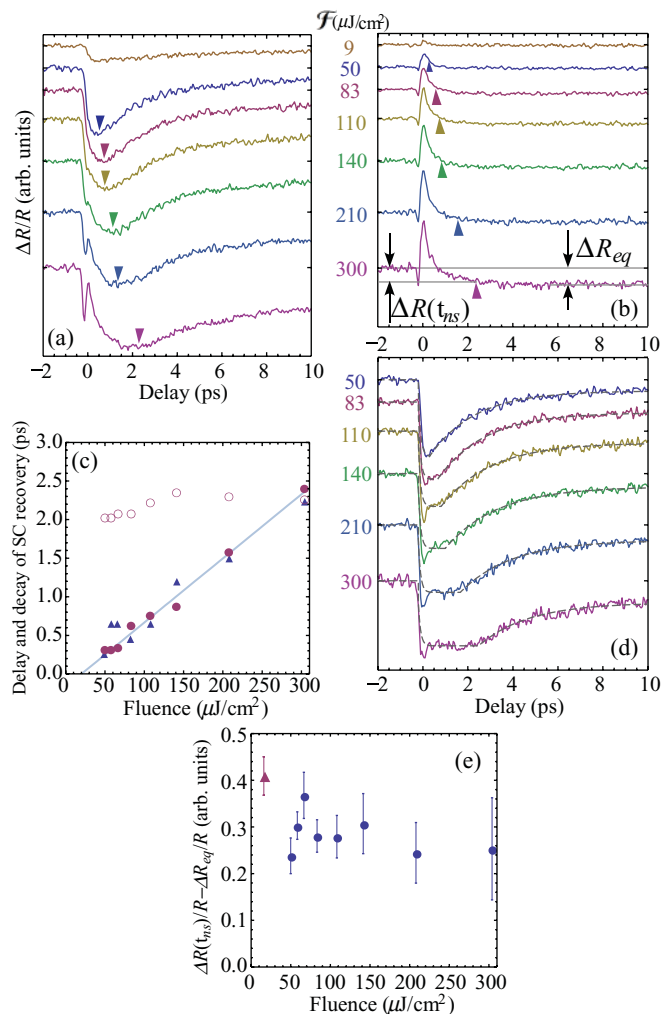 ℱ(μJ/cm²)
9
50
83
110
140
210
300
ΔR/R (arb. units)
(a)
−2 0 2 4 6 8 10
Delay (ps)
ΔR_eq
ΔR(t_ns)
(b)
−2 0 2 4 6 8 10
Delay and decay of SC recovery (ps)
3.0
2.5
2.0
1.5
1.0
0.5
0.0
(c)
0 50 100 150 200 250 300
Fluence (μJ/cm²)
50
83
110
140
210
300
(d)
−2 0 2 4 6 8 10
Delay (ps)
ΔR(t_ns)/R−ΔR_eq/R (arb. units)
0.5
0.4
0.3
0.2
0.1
0.0
(e)
0 50 100 150 200 250 300
Fluence (μJ/cm²)